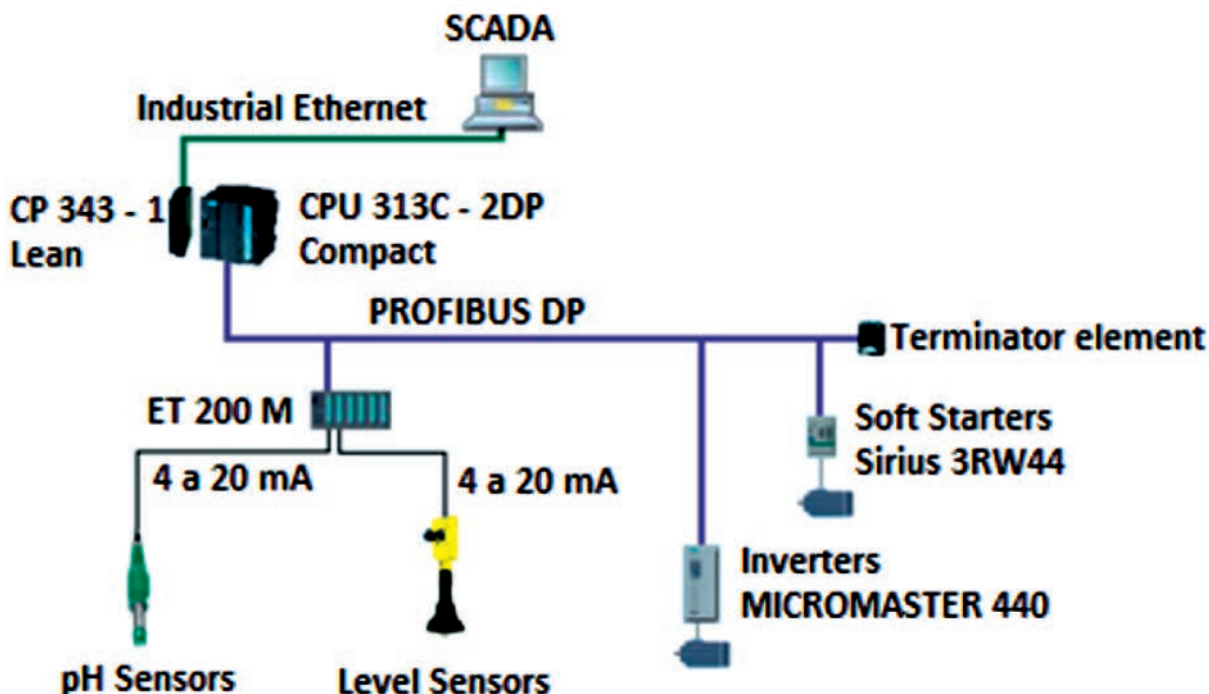 SCADA
Industrial Ethernet
CP 343 - 1
Lean
CPU 313C - 2DP
Compact
PROFIBUS DP
Terminator element
ET 200 M
Soft Starters
Sirius 3RW44
4 a 20 mA
4 a 20 mA
Inverters
MICROMASTER 440
pH Sensors
Level Sensors